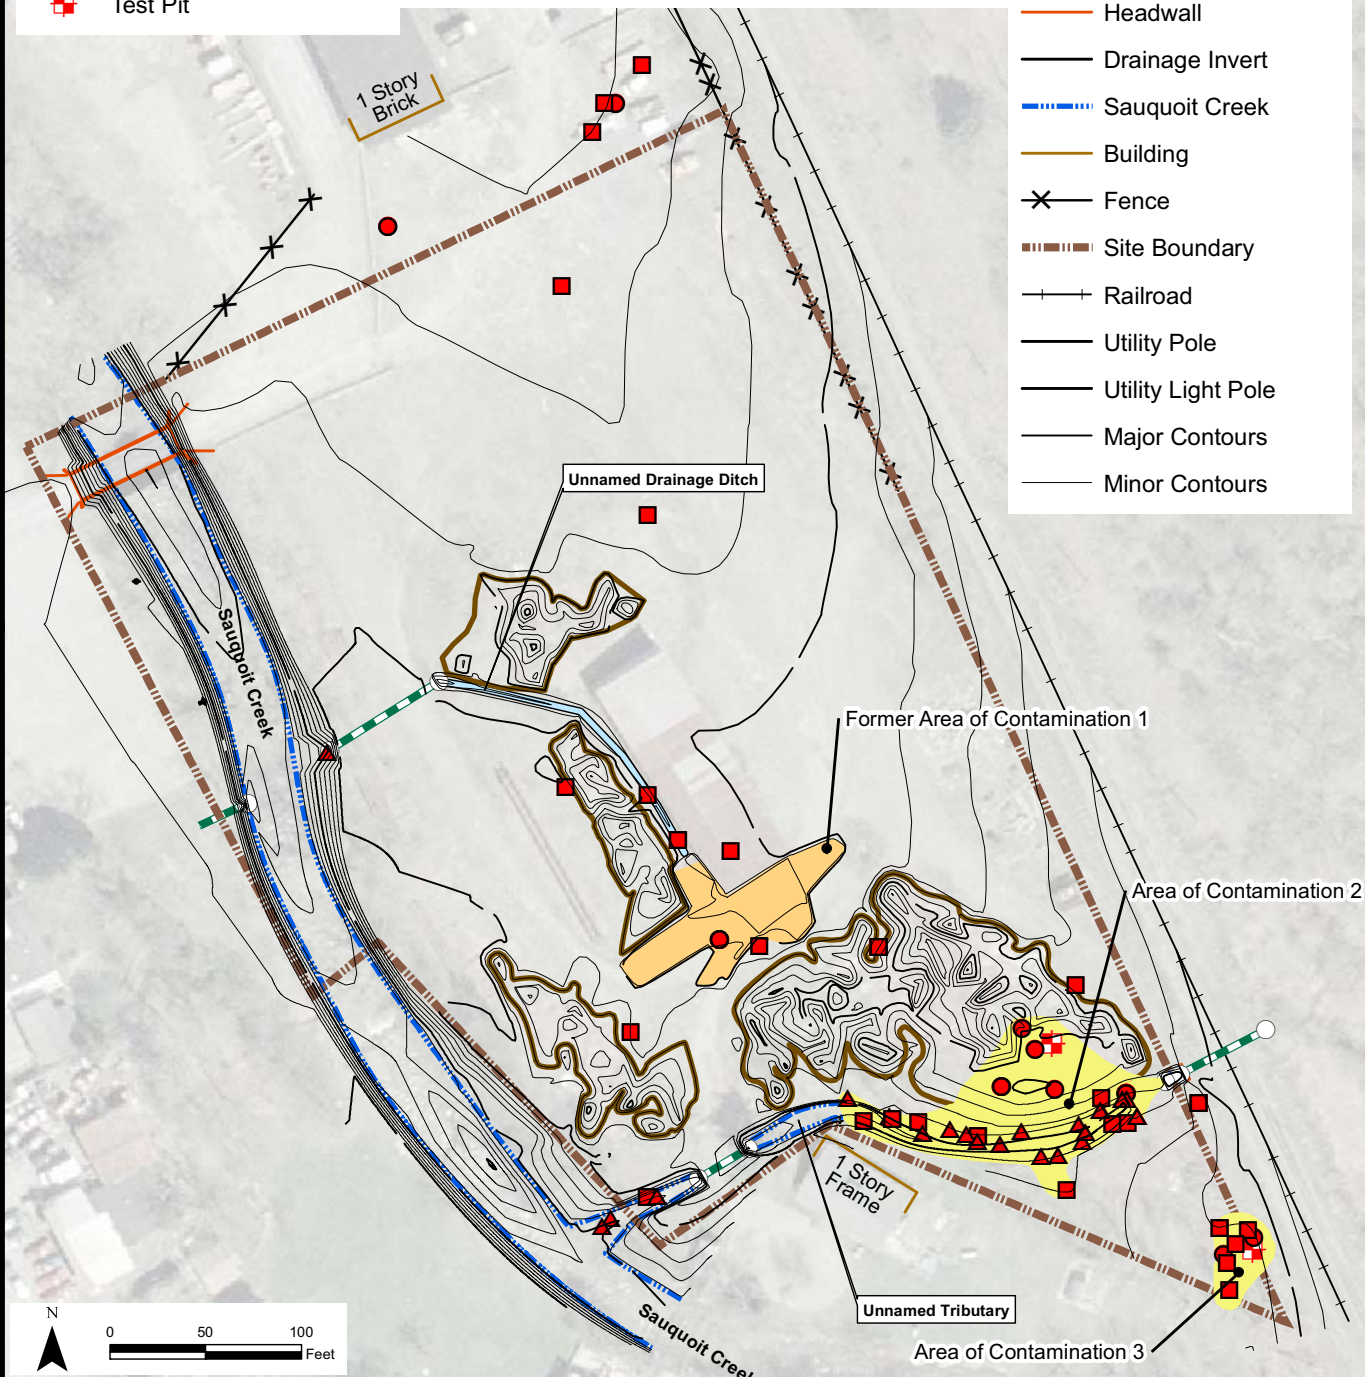 Test Pit
Headwall
Drainage Invert
Sauquoit Creek
Building
Fence
Site Boundary
Railroad
Utility Pole
Utility Light Pole
Major Contours
Minor Contours
1 Story
Brick
Unnamed Drainage Ditch
Sauquoit Creek
Former Area of Contamination 1
Area of Contamination 2
1 Story
Frame
Unnamed Tributary
Area of Contamination 3
Sauquoit Creek
N
0 50 100
Feet